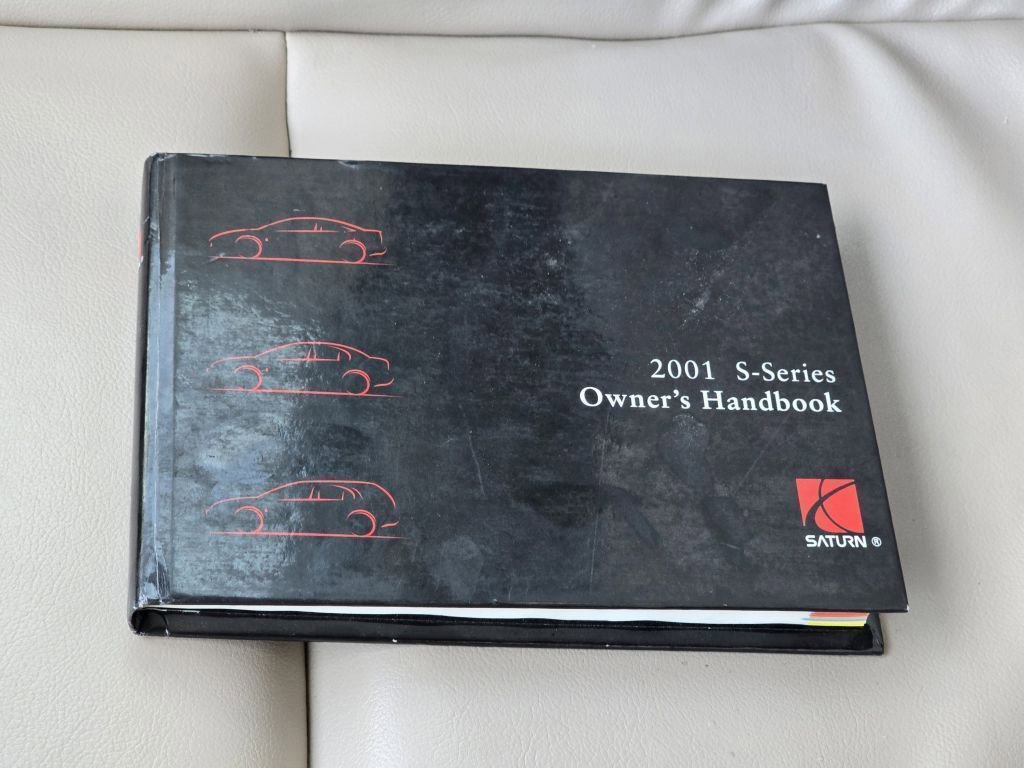 2001 S-Series
Owner's Handbook
SATURN ®